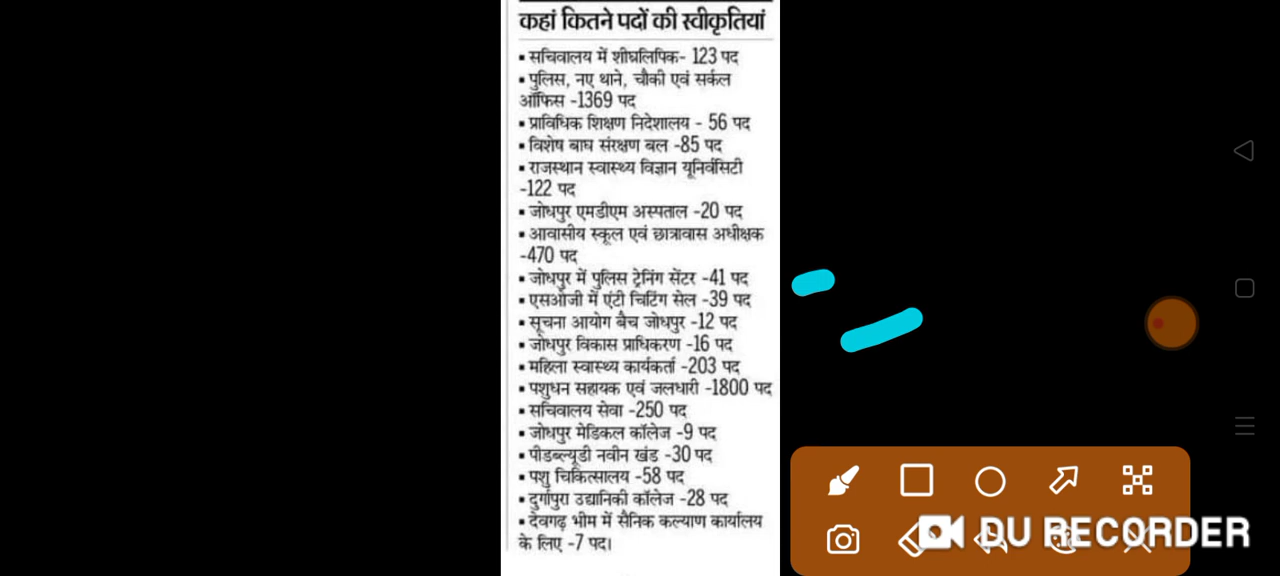 कहां कितने पदों की स्वीकृतियां
▪ सचिवालय में शीघ्रलिपिक- 123 पद
▪ पुलिस, नए थाने, चौकी एवं सर्कल
ऑफिस -1369 पद
▪ प्राविधिक शिक्षण निदेशालय - 56 पद
▪ विशेष बाघ संरक्षण बल -85 पद
▪ राजस्थान स्वास्थ्य विज्ञान यूनिर्वसिटी
-122 पद
▪ जोधपुर एमडीएम अस्पताल -20 पद
▪ आवासीय स्कूल एवं छात्रावास अधीक्षक
-470 पद
▪ जोधपुर में पुलिस ट्रेनिंग सेंटर -41 पद
▪ एसओजी में एंटी चिटिंग सेल -39 पद
▪ सूचना आयोग बैच जोधपुर -12 पद
▪ जोधपुर विकास प्राधिकरण -16 पद
▪ महिला स्वास्थ्य कार्यकर्ता -203 पद
▪ पशुधन सहायक एवं जलधारी -1800 पद
▪ सचिवालय सेवा -250 पद
▪ जोधपुर मेडिकल कॉलेज -9 पद
▪ पीडब्ल्यूडी नवीन खंड -30 पद
▪ पशु चिकित्सालय -58 पद
▪ दुर्गापुरा उद्यानिकी कॉलेज -28 पद
▪ देवगढ़ भीम में सैनिक कल्याण कार्यालय
के लिए -7 पद।
DU RECORDER